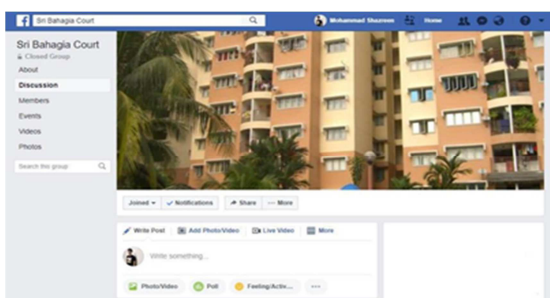 f Sri Bahagia Court
Mohammad Shazreen Home
Sri Bahagia Court
Closed Group
About
Discussion
Members
Events
Videos
Photos
Search this group
Joined Notifications Share More
Write Post Add Photo/Video Live Video More
Write something...
Photo/Video Poll Feeling/Activ...